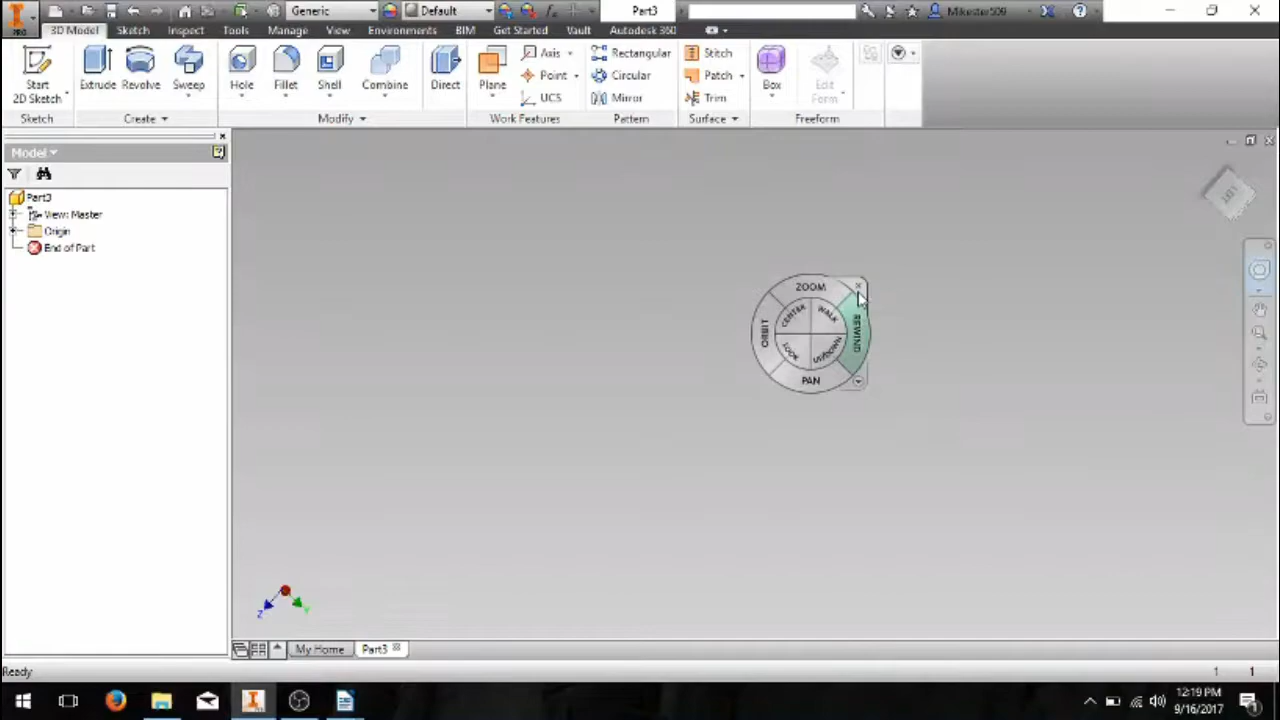 Generic
Default
Part3
Mikester509
PRO
3D Model
Sketch
Inspect
Tools
Manage
View
Environments
BIM
Get Started
Vault
Autodesk 360
Start
2D Sketch
Extrude
Revolve
Sweep
Hole
Fillet
Shell
Combine
Direct
Plane
Axis
Point
UCS
Rectangular
Circular
Mirror
Stitch
Patch
Trim
Box
Edit
Form
Sketch
Create
Modify
Work Features
Pattern
Surface
Freeform
Model
Part3
View: Master
Origin
End of Part
ZOOM
CENTER
WALK
ORBIT
REWIND
LOOK
UP/DOWN
PAN
Z
Y
My Home
Part3
Ready
1
1
12:19 PM
9/16/2017